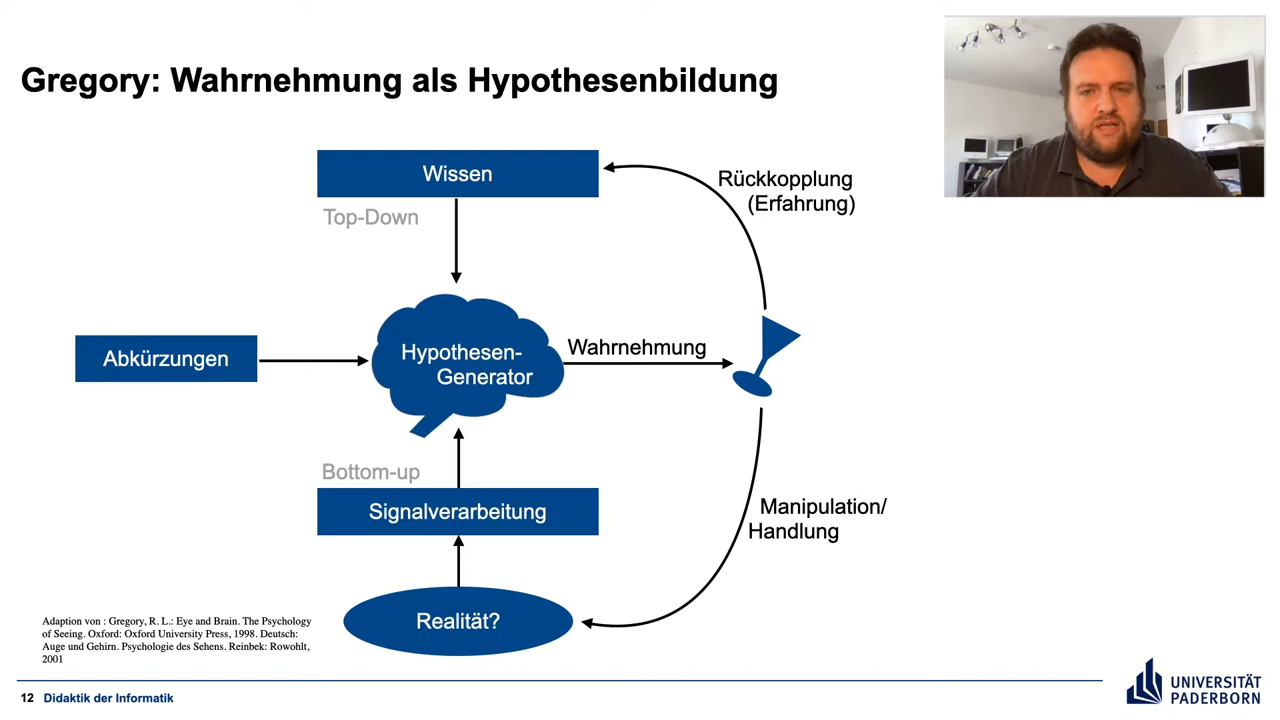 Gregory: Wahrnehmung als Hypothesenbildung
Wissen
Top-Down
Rückkopplung
(Erfahrung)
Abkürzungen
Hypothesen-
Generator
Wahrnehmung
Bottom-up
Signalverarbeitung
Manipulation/
Handlung
Realität?
Adaption von : Gregory, R. L.: Eye and Brain. The Psychology
of Seeing. Oxford: Oxford University Press, 1998. Deutsch:
Auge und Gehirn. Psychologie des Sehens. Reinbek: Rowohlt,
2001
12 Didaktik der Informatik
UNIVERSITÄT
PADERBORN